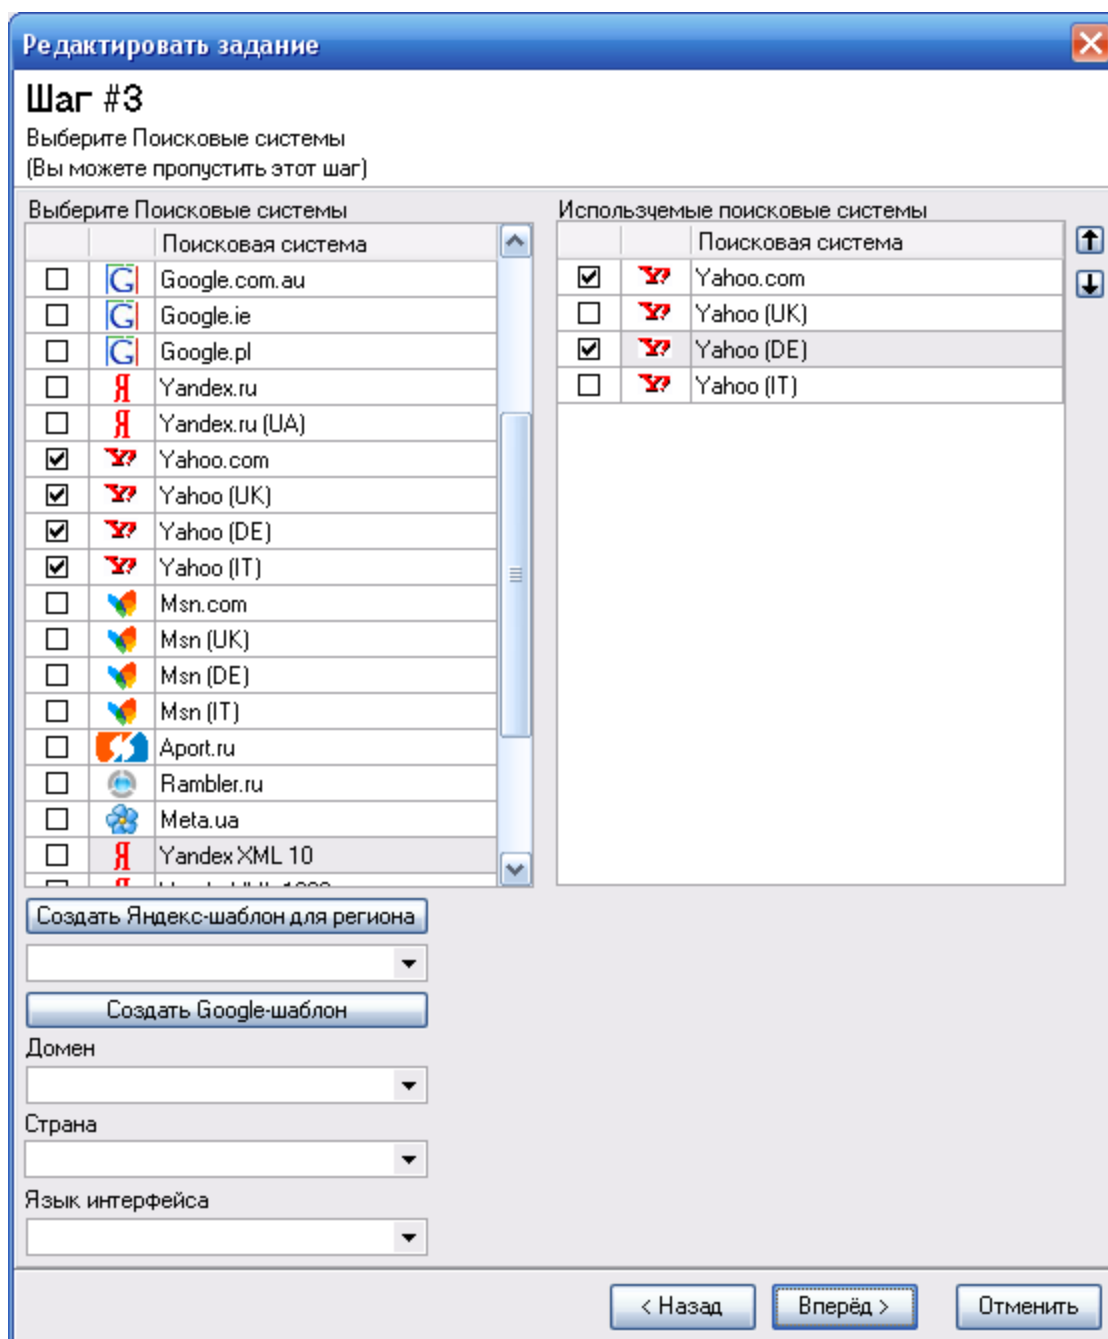 Редактировать задание
Шаг #3
Выберите Поисковые системы
(Вы можете пропустить этот шаг)
Выберите Поисковые системы
Поисковая система
Google.com.au
Google.ie
Google.pl
Yandex.ru
Yandex.ru (UA)
Yahoo.com
Yahoo (UK)
Yahoo (DE)
Yahoo (IT)
Msn.com
Msn (UK)
Msn (DE)
Msn (IT)
Aport.ru
Rambler.ru
Meta.ua
Yandex XML 10
Используемые поисковые системы
Поисковая система
Yahoo.com
Yahoo (UK)
Yahoo (DE)
Yahoo (IT)
Создать Яндекс-шаблон для региона
Создать Google-шаблон
Домен
Страна
Язык интерфейса
< Назад
Вперёд >
Отменить